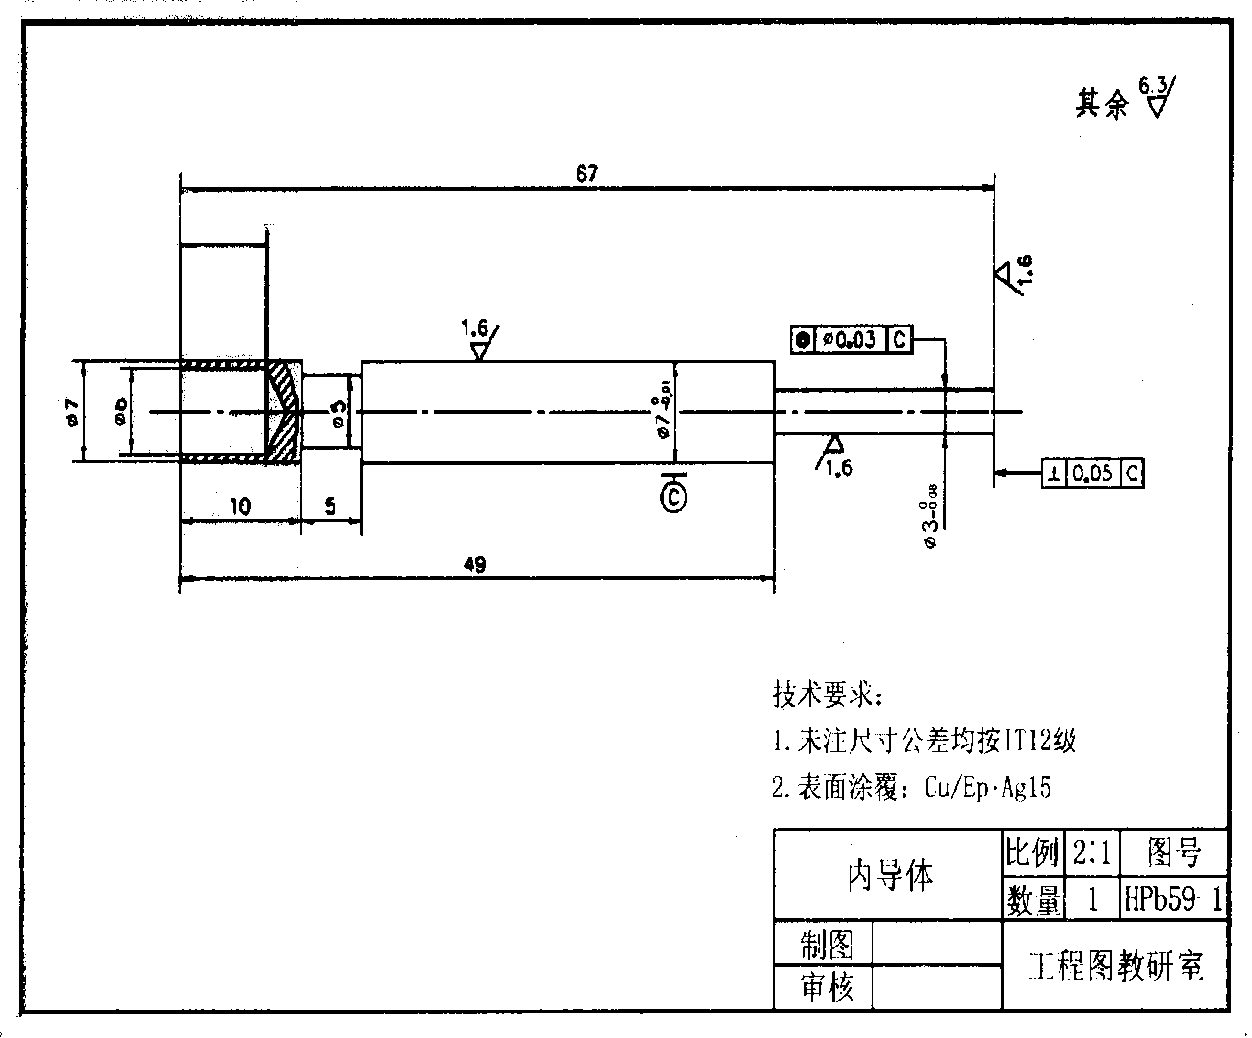 其余 6.3
67
1.6
1.6
⌀0.03 C
⌀7
⌀6
⌀5
⌀7 0 -0.01
1.6
⊥ 0.05 C
C
⌀3 0
10
5
49
技术要求:
1.未注尺寸公差均按IT12级
2.表面涂覆: Cu/Ep·Ag15
内导体 比例 2:1 图号
数量 1 HPb59-1
制图
审核
工程图教研室